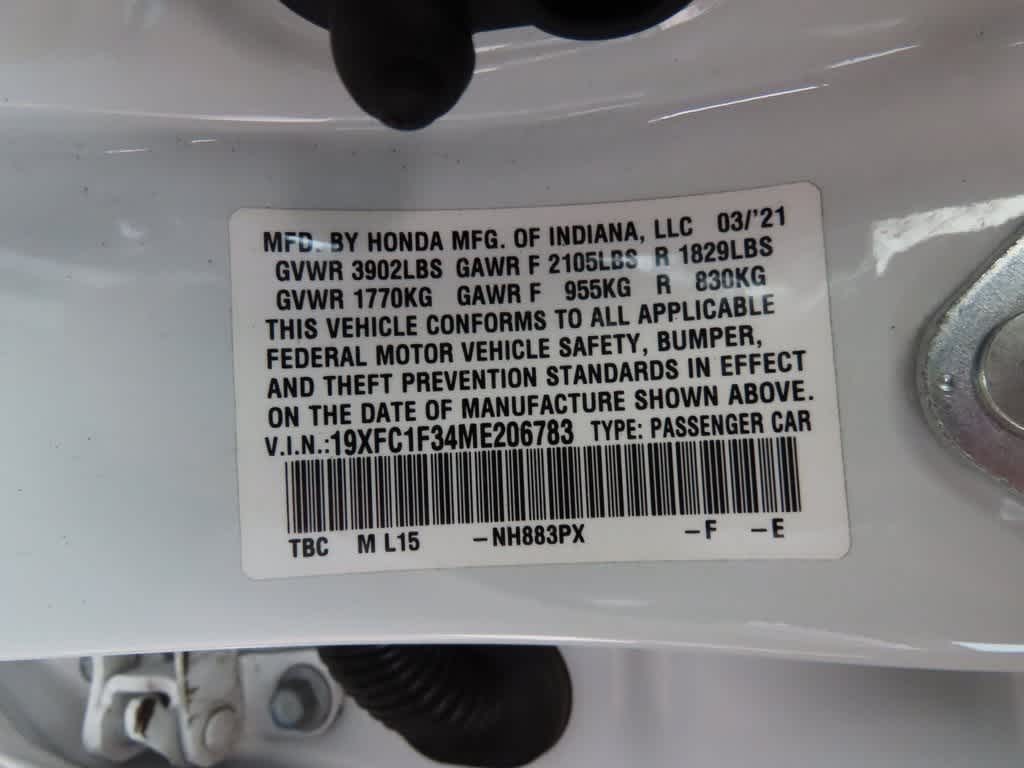 MFD. BY HONDA MFG. OF INDIANA, LLC 03/'21
GVWR 3902LBS GAWR F 2105LBS R 1829LBS
GVWR 1770KG GAWR F 955KG R 830KG
THIS VEHICLE CONFORMS TO ALL APPLICABLE
FEDERAL MOTOR VEHICLE SAFETY, BUMPER,
AND THEFT PREVENTION STANDARDS IN EFFECT
ON THE DATE OF MANUFACTURE SHOWN ABOVE.
V.I.N.:19XFC1F34ME206783 TYPE: PASSENGER CAR
TBC M L15 -NH883PX -F -E